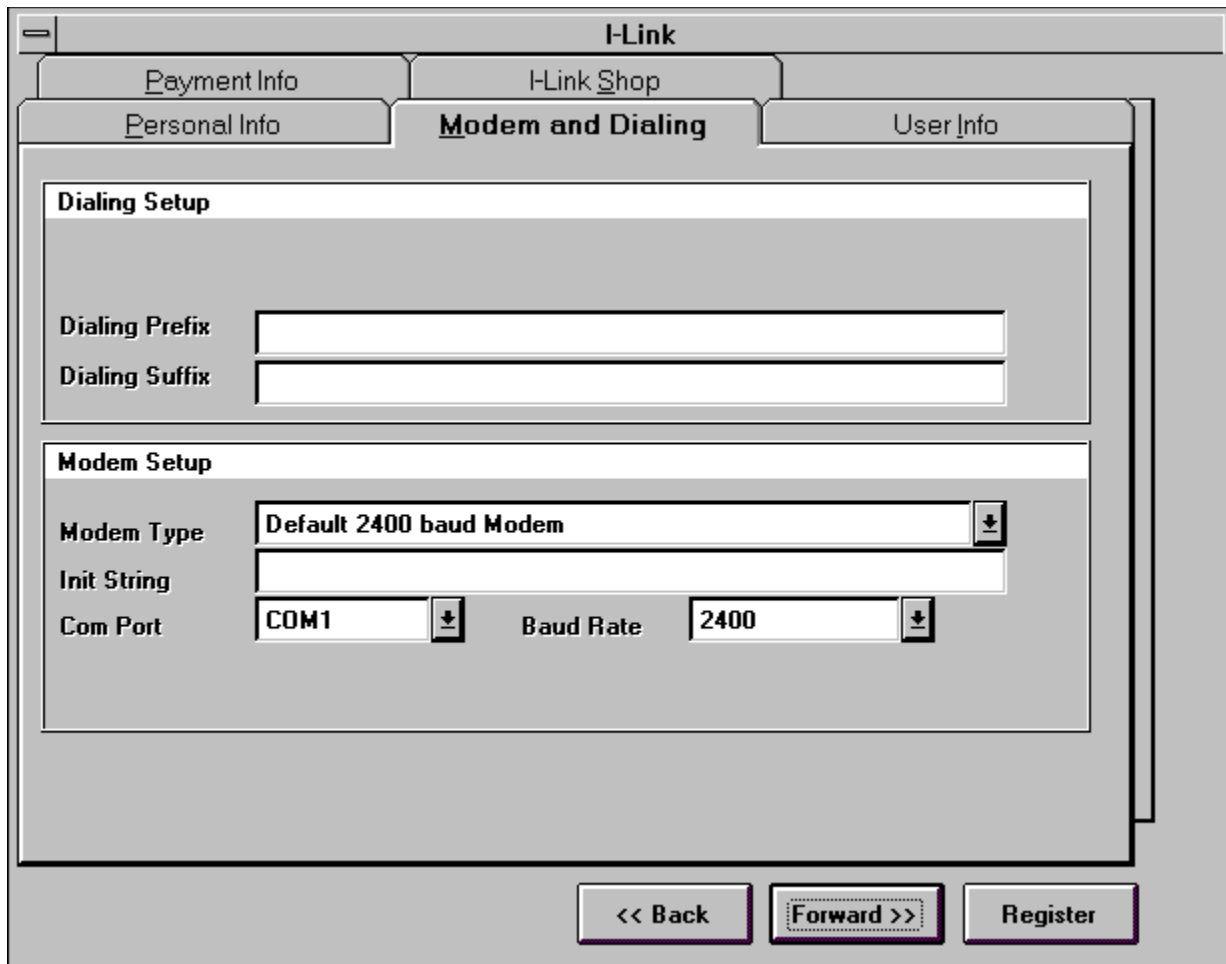 I-Link
Payment Info
I-Link Shop
Personal Info
Modem and Dialing
User Info
Dialing Setup
Dialing Prefix
Dialing Suffix
Modem Setup
Modem Type
Default 2400 baud Modem
Init String
Com Port
COM1
Baud Rate
2400
<< Back
Forward >>
Register